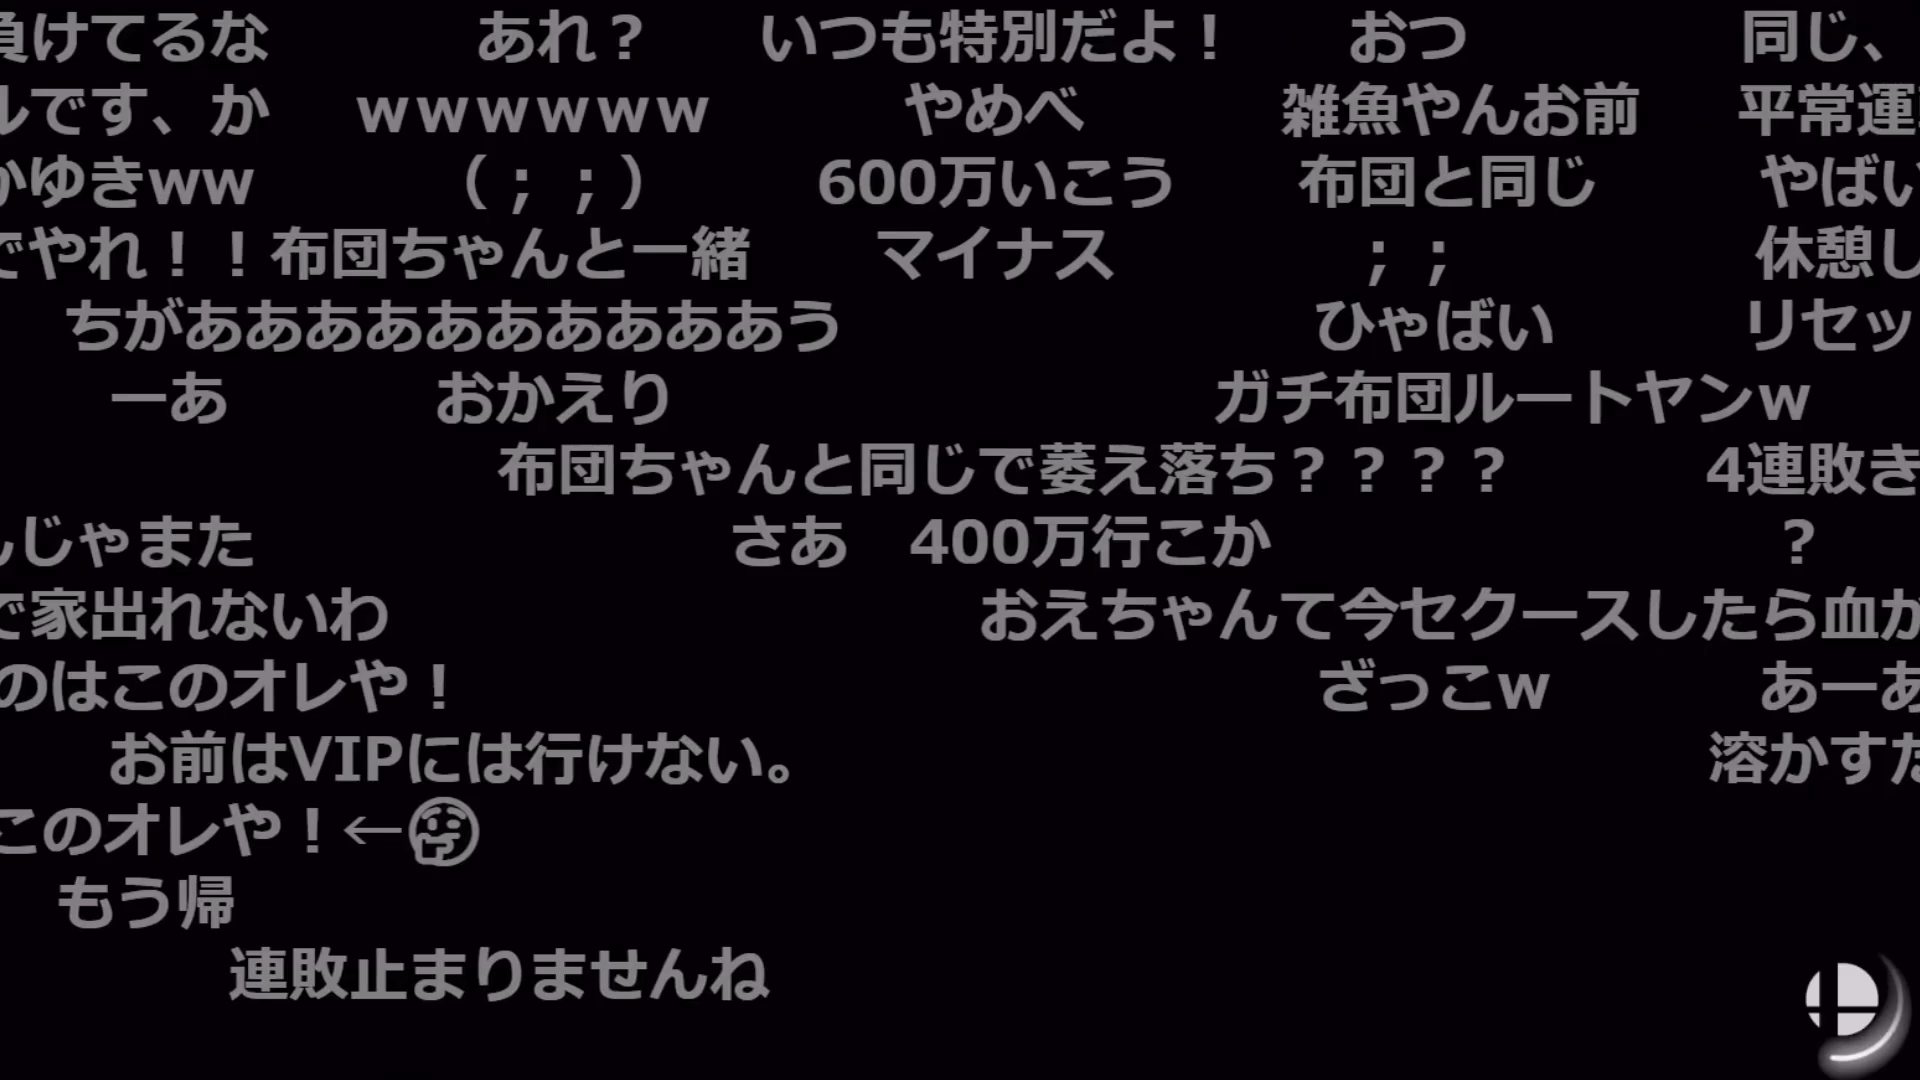 負けてるな あれ？ いつも特別だよ！ おつ 同じ、
ルです、か ｗｗｗｗｗｗ やめべ 雑魚やんお前 平常運
かゆきww （；；） 600万いこう 布団と同じ やばい
でやれ！！ 布団ちゃんと一緒 マイナス ；； 休憩し
ちがああああああああああう ひゃばい リセッ
ーあ おかえり ガチ布団ルートヤンw
布団ちゃんと同じで萎え落ち？？？？ 4連敗き
んじゃまた さあ　400万行こか ？
で家出れないわ おえちゃんて今セクースしたら血が
のはこのオレや！ ざっこw あーあ
お前はVIPには行けない。 溶かすた
このオレや！←🤔
もう帰
連敗止まりませんね